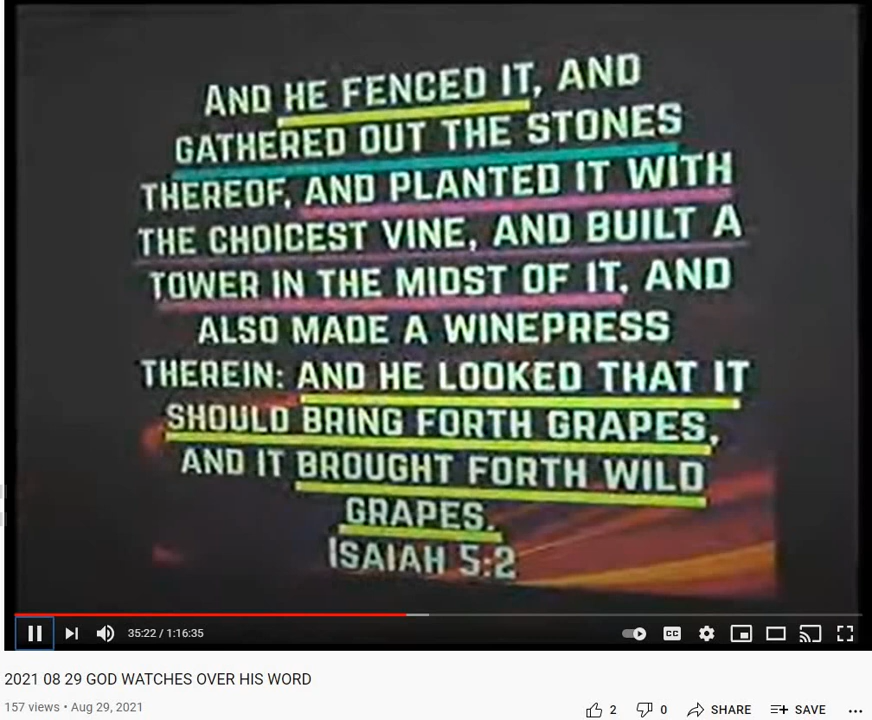 AND HE FENCED IT, AND
GATHERED OUT THE STONES
THEREOF, AND PLANTED IT WITH
THE CHOICEST VINE, AND BUILT A
TOWER IN THE MIDST OF IT, AND
ALSO MADE A WINEPRESS
THEREIN: AND HE LOOKED THAT IT
SHOULD BRING FORTH GRAPES,
AND IT BROUGHT FORTH WILD
GRAPES.
ISAIAH 5:2
35:22 / 1:16:35
CC
2021 08 29 GOD WATCHES OVER HIS WORD
157 views • Aug 29, 2021
2 0 SHARE SAVE